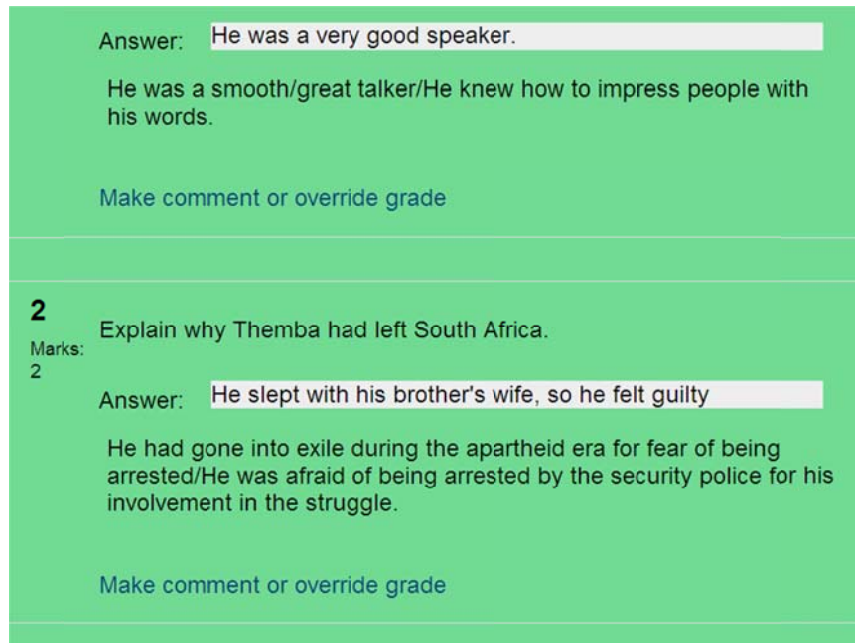 Answer: He was a very good speaker.
He was a smooth/great talker/He knew how to impress people with
his words.
Make comment or override grade
2
Marks:
2
Explain why Themba had left South Africa.
Answer: He slept with his brother's wife, so he felt guilty
He had gone into exile during the apartheid era for fear of being
arrested/He was afraid of being arrested by the security police for his
involvement in the struggle.
Make comment or override grade